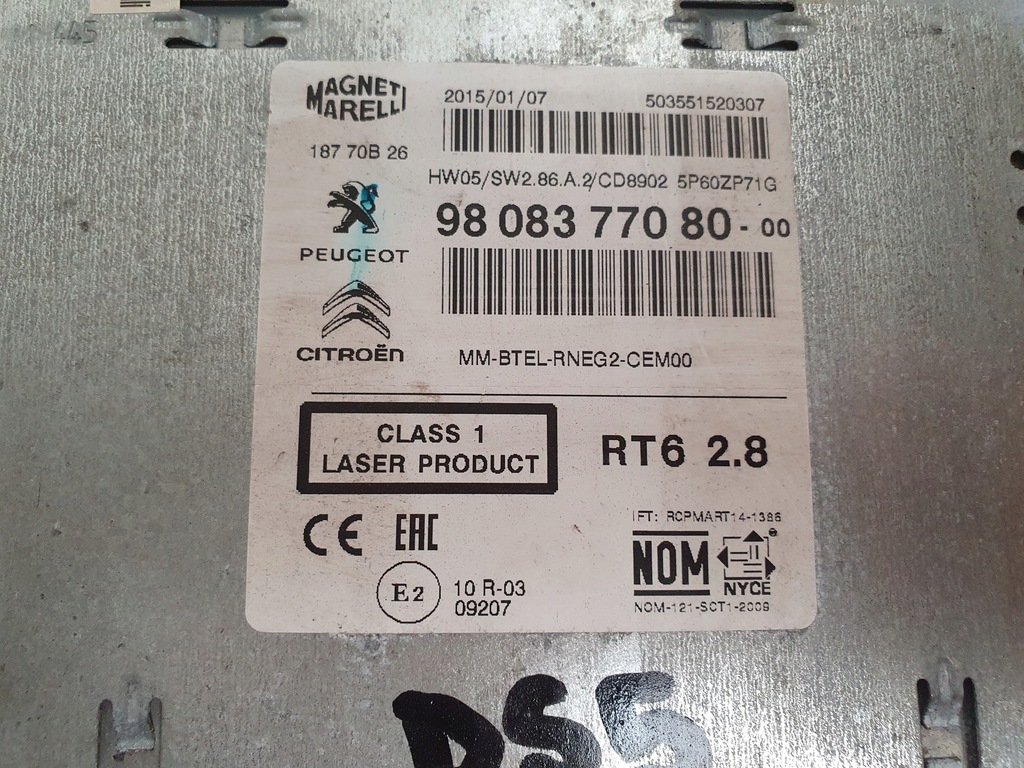 445
MAGNETI
MARELLI
2015/01/07 503551520307
187 70B 26
HW05/SW2.86.A.2/CD8902 5P60ZP71G
98 083 770 80 - 00
PEUGEOT
CITROËN
MM-BTEL-RNEG2-CEM00
CLASS 1
LASER PRODUCT
RT6 2.8
CE EAC
IFT: RCPMART14-1386
NOM
NYCE
E2
10 R-03
09207
NOM-121-SCT1-2009
DS5